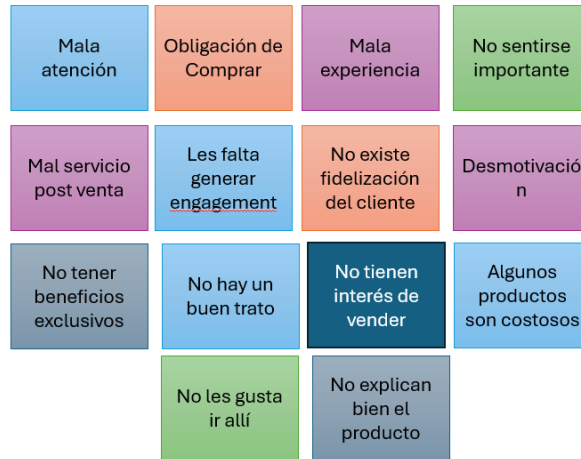 Mala
atención
Obligación de
Comprar
Mala
experiencia
No sentirse
importante
Mal servicio
post venta
Les falta
generar
engagement
No existe
fidelización
del cliente
Desmotivació
n
No tener
beneficios
exclusivos
No hay un
buen trato
No tienen
interés de
vender
Algunos
productos
son costosos
No les gusta
ir allí
No explican
bien el
producto